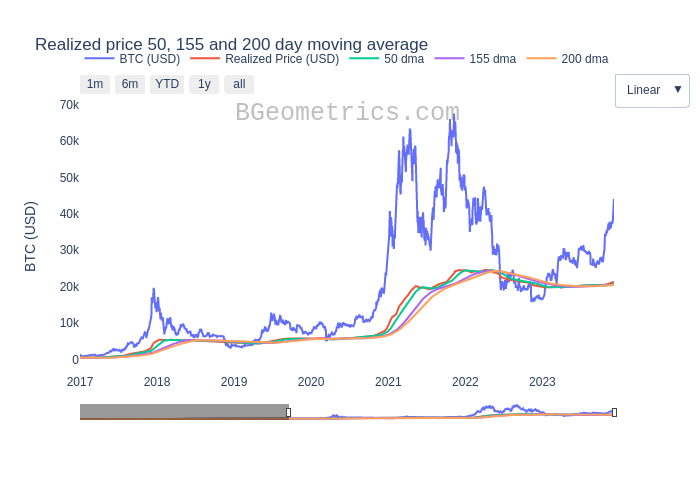 Realized price 50, 155 and 200 day moving average
BTC (USD) Realized Price (USD) 50 dma 155 dma 200 dma
1m 6m YTD 1y all
Linear ▼
BGeometrics.com
70k
60k
50k
40k
30k
20k
10k
0
BTC (USD)
2017 2018 2019 2020 2021 2022 2023